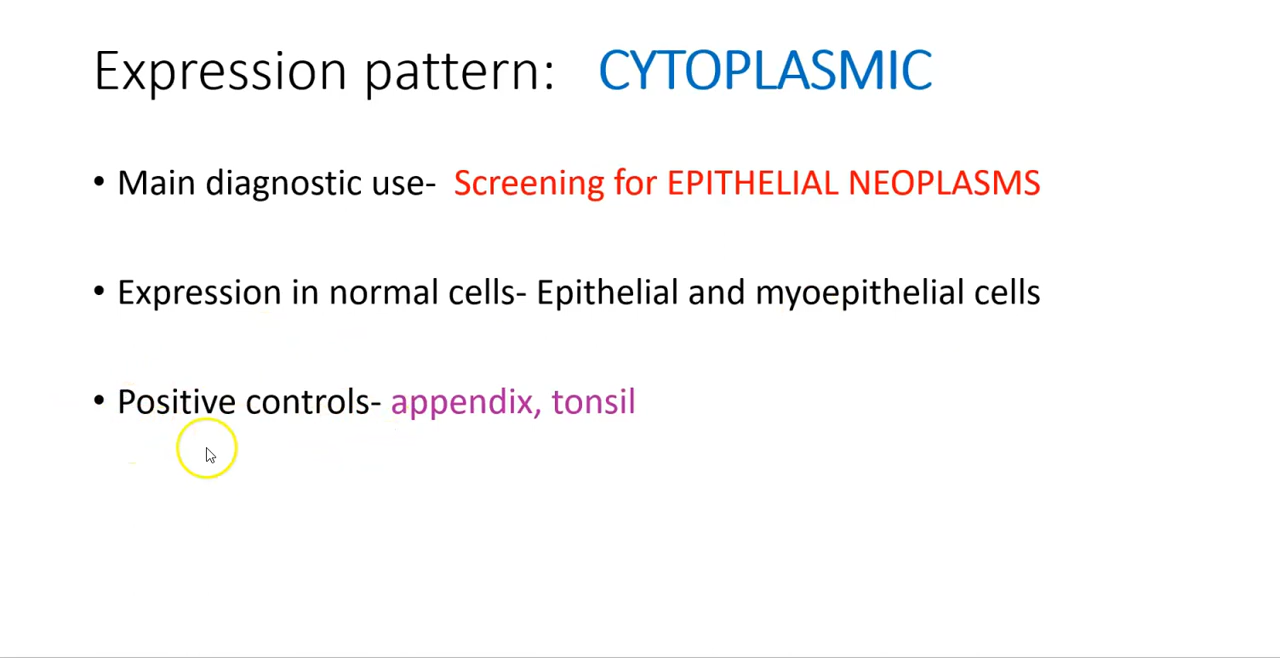 Expression pattern: CYTOPLASMIC
• Main diagnostic use- Screening for EPITHELIAL NEOPLASMS
• Expression in normal cells- Epithelial and myoepithelial cells
• Positive controls- appendix, tonsil